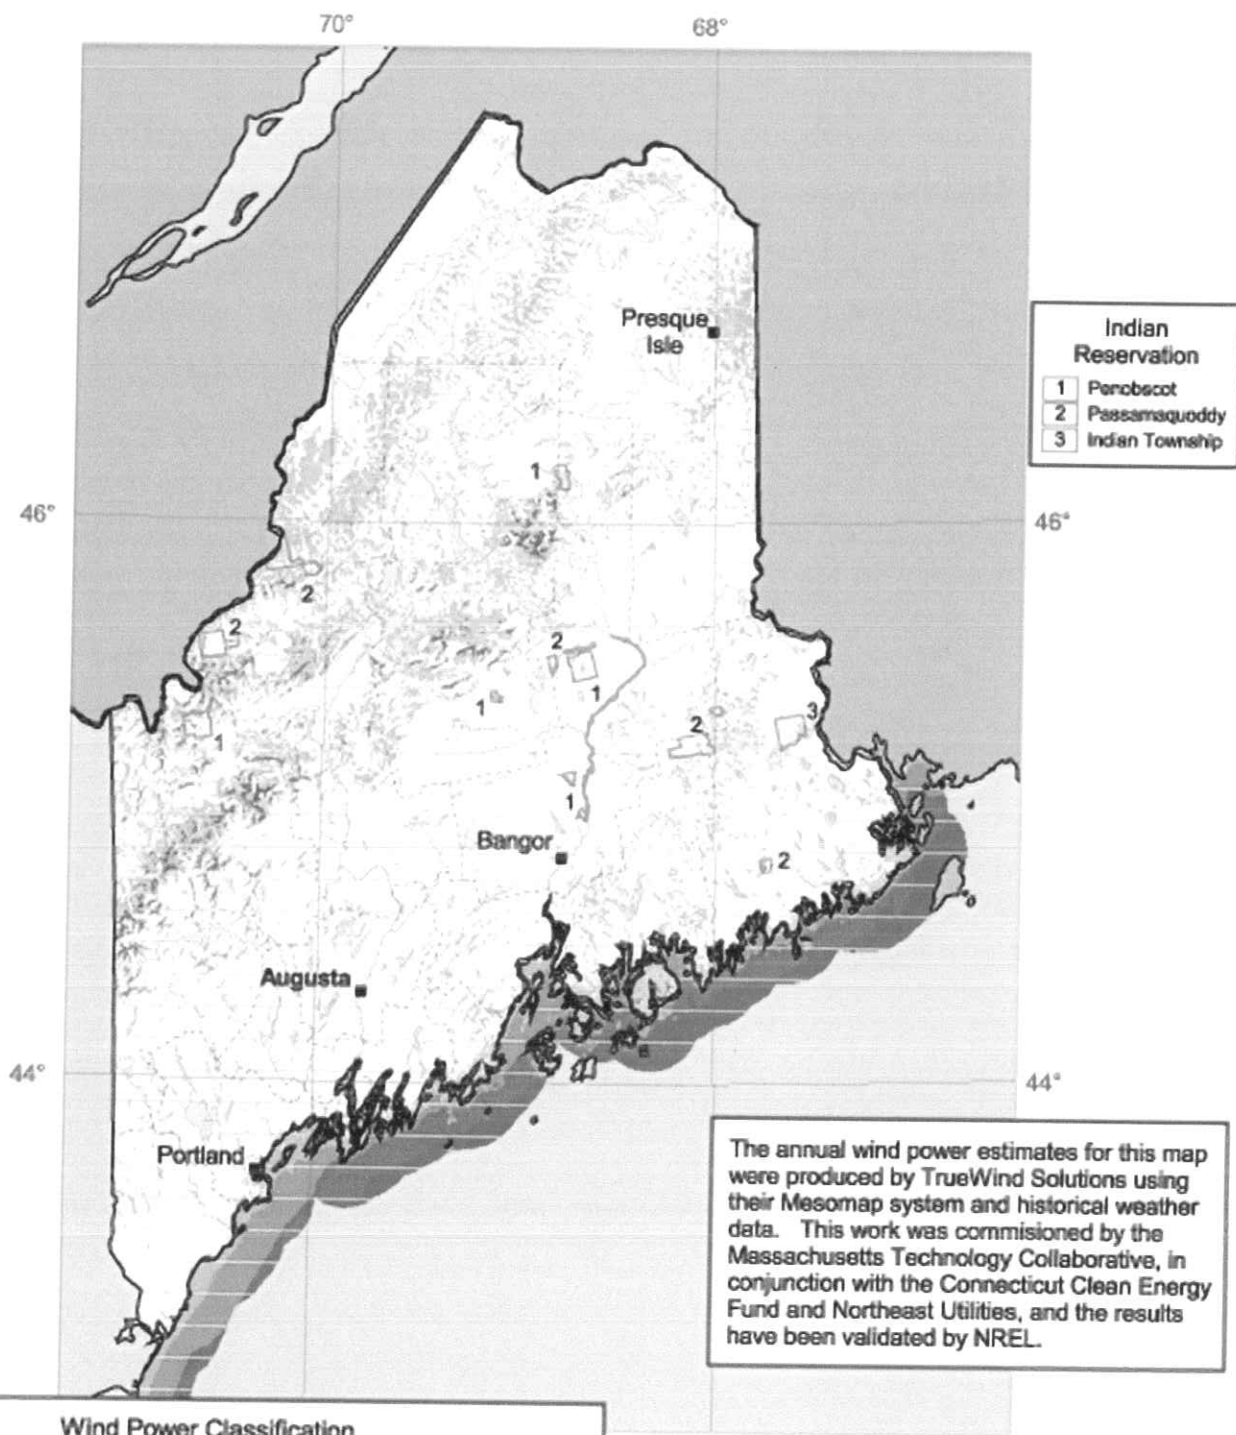 70°
68°
Presque
Isle
Indian
Reservation
1 Penobscot
2 Passamaquoddy
3 Indian Township
1
46°
46°
2
2
2
1
1
1
2
3
1
Bangor
2
Augusta
44°
44°
Portland
The annual wind power estimates for this map
were produced by TrueWind Solutions using
their Mesomap system and historical weather
data. This work was commisioned by the
Massachusetts Technology Collaborative, in
conjunction with the Connecticut Clean Energy
Fund and Northeast Utilities, and the results
have been validated by NREL.
Wind Power Classification